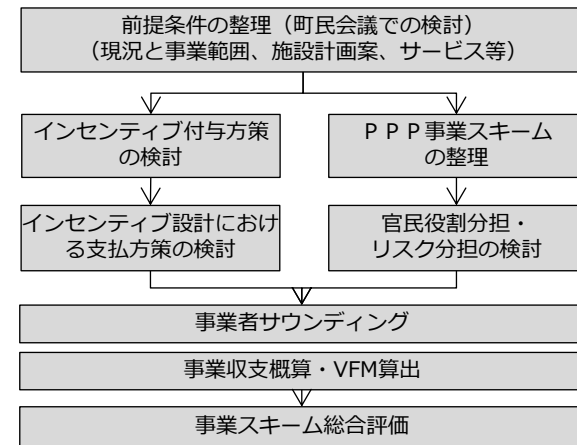 前提条件の整理（町民会議での検討）
（現況と事業範囲、施設計画案、サービス等）
インセンティブ付与方策
の検討
ＰＰＰ事業スキーム
の整理
インセンティブ設計におけ
る支払方策の検討
官民役割分担・
リスク分担の検討
事業者サウンディング
事業収支概算・VFM算出
事業スキーム総合評価